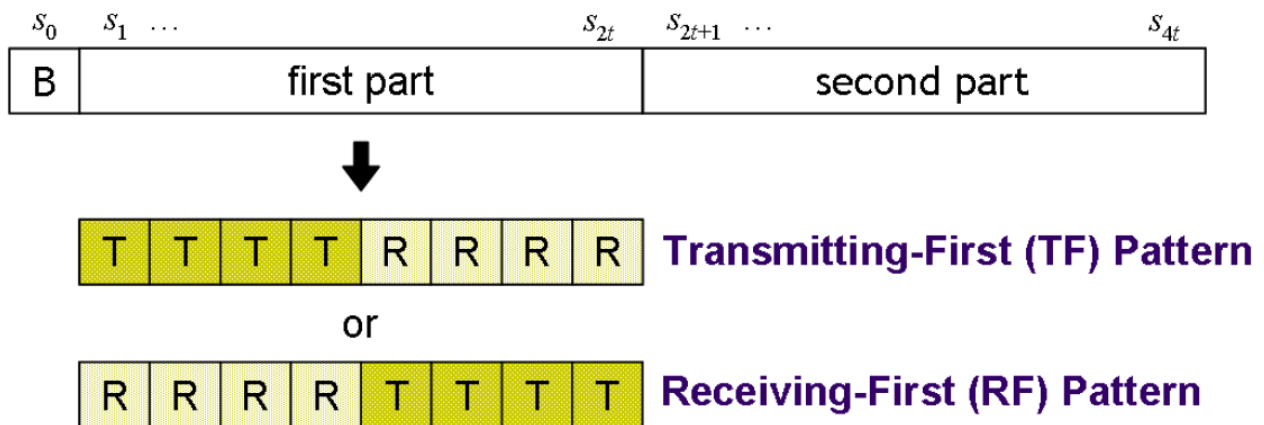 S₀ S₁ … S₂ₜ S₂ₜ₊₁ … S₄ₜ
B first part second part
T T T T R R R R Transmitting-First (TF) Pattern
or
R R R R T T T T Receiving-First (RF) Pattern